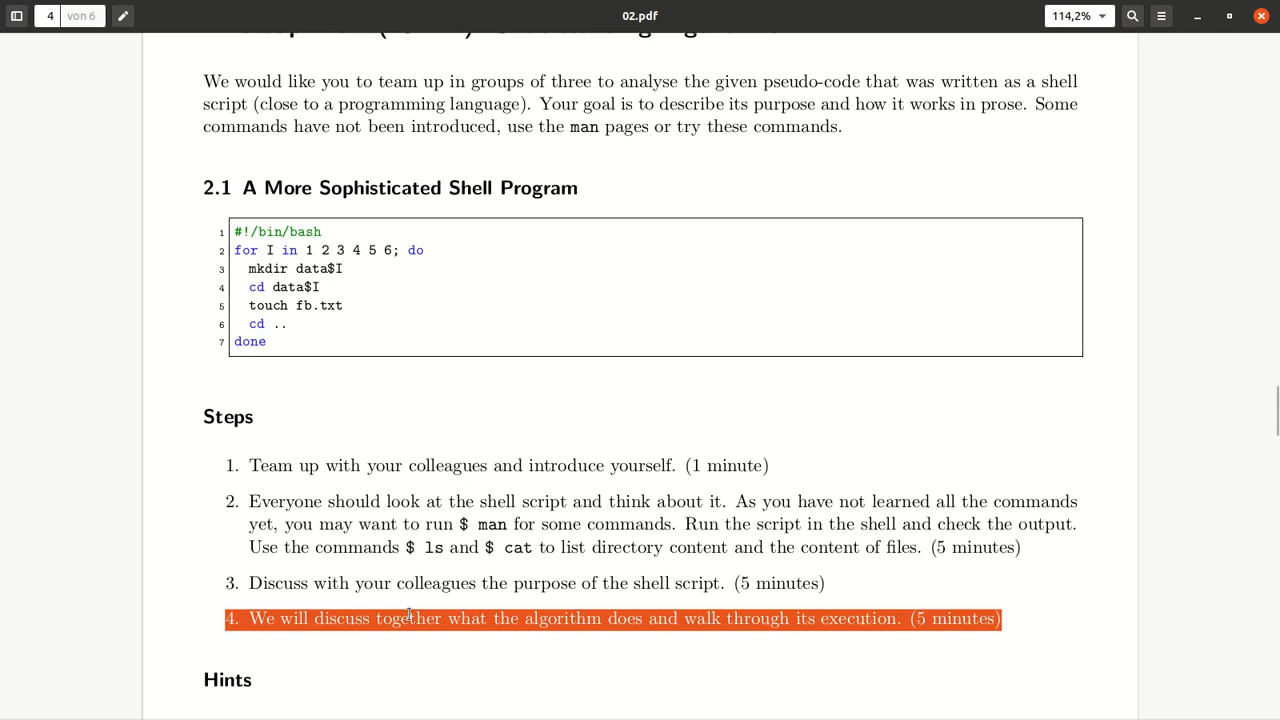 4 von 6
02.pdf
114,2%
We would like you to team up in groups of three to analyse the given pseudo-code that was written as a shell
script (close to a programming language). Your goal is to describe its purpose and how it works in prose. Some
commands have not been introduced, use the man pages or try these commands.
2.1 A More Sophisticated Shell Program
1 #!/bin/bash
2 for I in 1 2 3 4 5 6; do
3 mkdir data$I
4 cd data$I
5 touch fb.txt
6 cd ..
7 done
Steps
1. Team up with your colleagues and introduce yourself. (1 minute)
2. Everyone should look at the shell script and think about it. As you have not learned all the commands
yet, you may want to run $ man for some commands. Run the script in the shell and check the output.
Use the commands $ ls and $ cat to list directory content and the content of files. (5 minutes)
3. Discuss with your colleagues the purpose of the shell script. (5 minutes)
4. We will discuss together what the algorithm does and walk through its execution. (5 minutes)
Hints